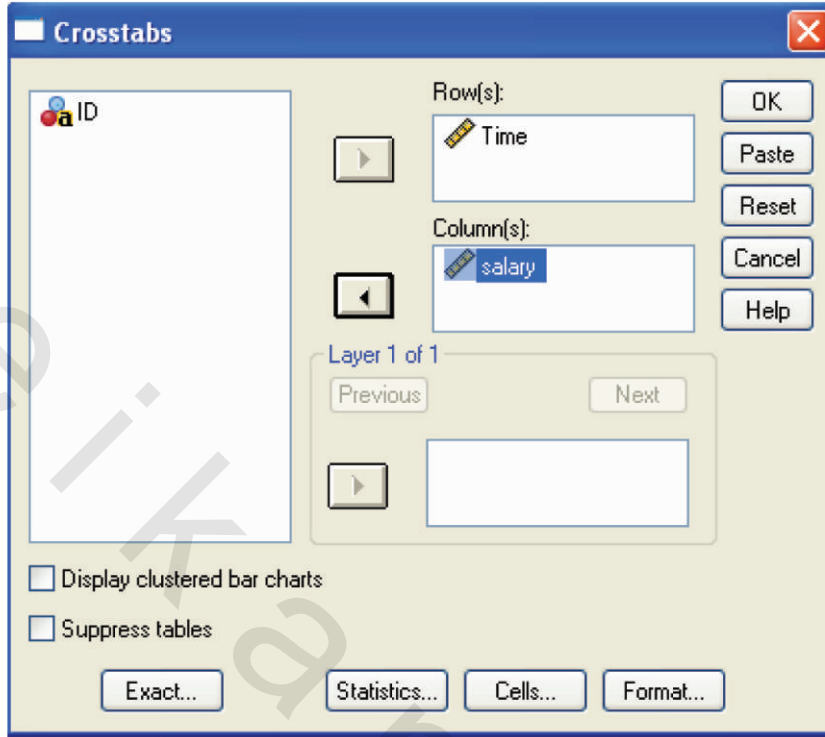 Crosstabs
ID
Row(s):
Time
Column(s):
salary
Layer 1 of 1
Previous
Next
Display clustered bar charts
Suppress tables
Exact...
Statistics...
Cells...
Format...
OK
Paste
Reset
Cancel
Help
e i k a